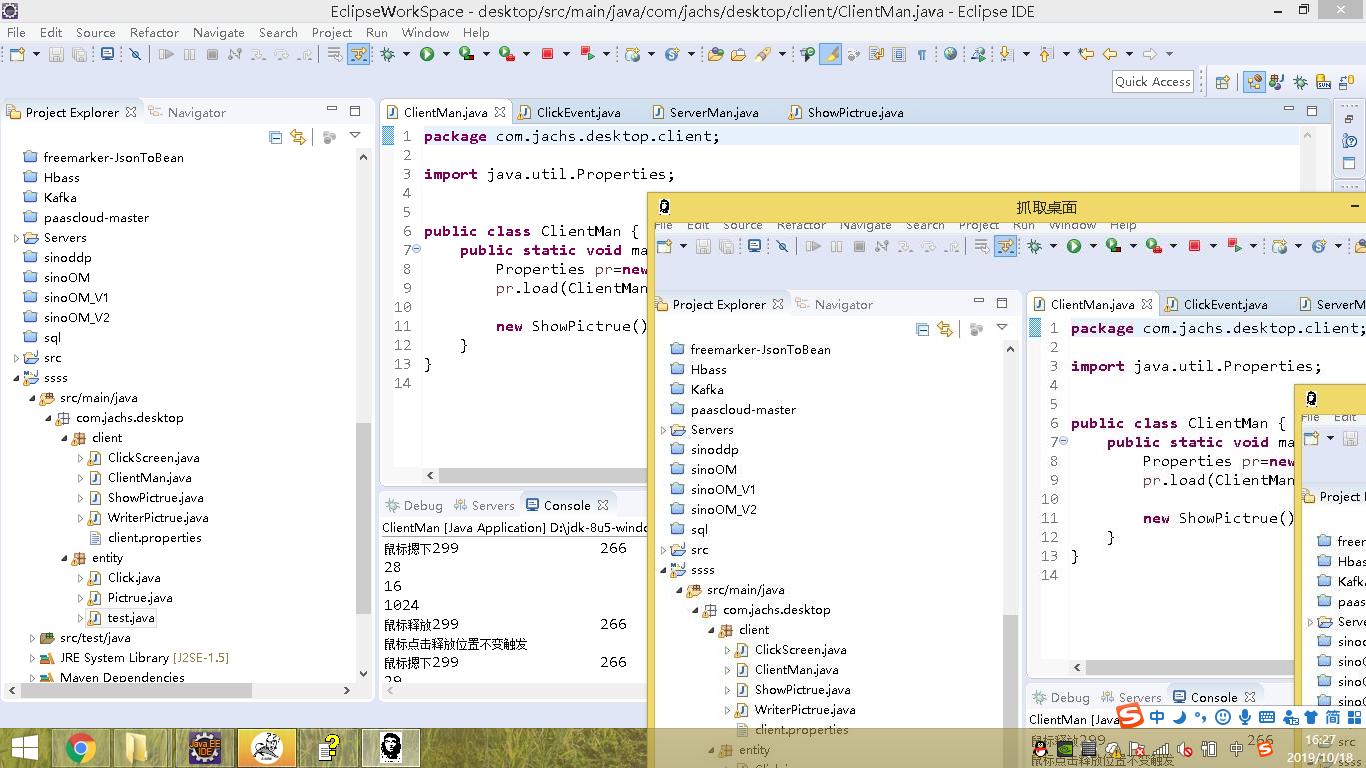 EclipseWorkSpace - desktop/src/main/java/com/jachs/desktop/client/ClientMan.java - Eclipse IDE
File Edit Source Refactor Navigate Search Project Run Window Help
Quick Access
Project Explorer Navigator
freemarker-JsonToBean
Hbass
Kafka
paascloud-master
Servers
sinoddp
sinoOM
sinoOM_V1
sinoOM_V2
sql
src
ssss
src/main/java
com.jachs.desktop
client
ClickScreen.java
ClientMan.java
ShowPictrue.java
WriterPictrue.java
client.properties
entity
Click.java
Pictrue.java
test.java
src/test/java
JRE System Library [J2SE-1.5]
Maven Dependencies
ClientMan.java ClickEvent.java ServerMan.java ShowPictrue.java
1 package com.jachs.desktop.client;
2
3 import java.util.Properties;
4
5
6 public class ClientMan {
7 public static void ma
8 Properties pr=new
9 pr.load(ClientMan
10
11 new ShowPictrue()
12 }
13 }
14
Debug Servers Console
ClientMan [Java Application] D:\jdk-8u5-windo
鼠标摁下299 266
28
16
1024
鼠标释放299 266
鼠标点击释放位置不变触发
鼠标摁下299 266
29
抓取桌面
File Edit Source Refactor Navigate Search Project Run Window Help
Project Explorer Navigator
freemarker-JsonToBean
Hbass
Kafka
paascloud-master
Servers
sinoddp
sinoOM
sinoOM_V1
sinoOM_V2
sql
src
ssss
src/main/java
com.jachs.desktop
client
ClickScreen.java
ClientMan.java
ShowPictrue.java
WriterPictrue.java
client.properties
entity
ClientMan.java ClickEvent.java ServerM
1 package com.jachs.desktop.client;
2
3 import java.util.Properties;
4
5
6 public class ClientMan {
7 public static void ma
8 Properties pr=new
9 pr.load(ClientMan
10
11 new ShowPictrue()
12 }
13 }
14
Debug Servers Console
ClientMan [Java
鼠标释放299 266
鼠标点击释放位置不变触发
File Edit
Project
freem
Hbas
Kafka
paas
Serve
sinoc
sinoO
sinoO
sinoO
src
中 简
中
16:27
2019/10/18